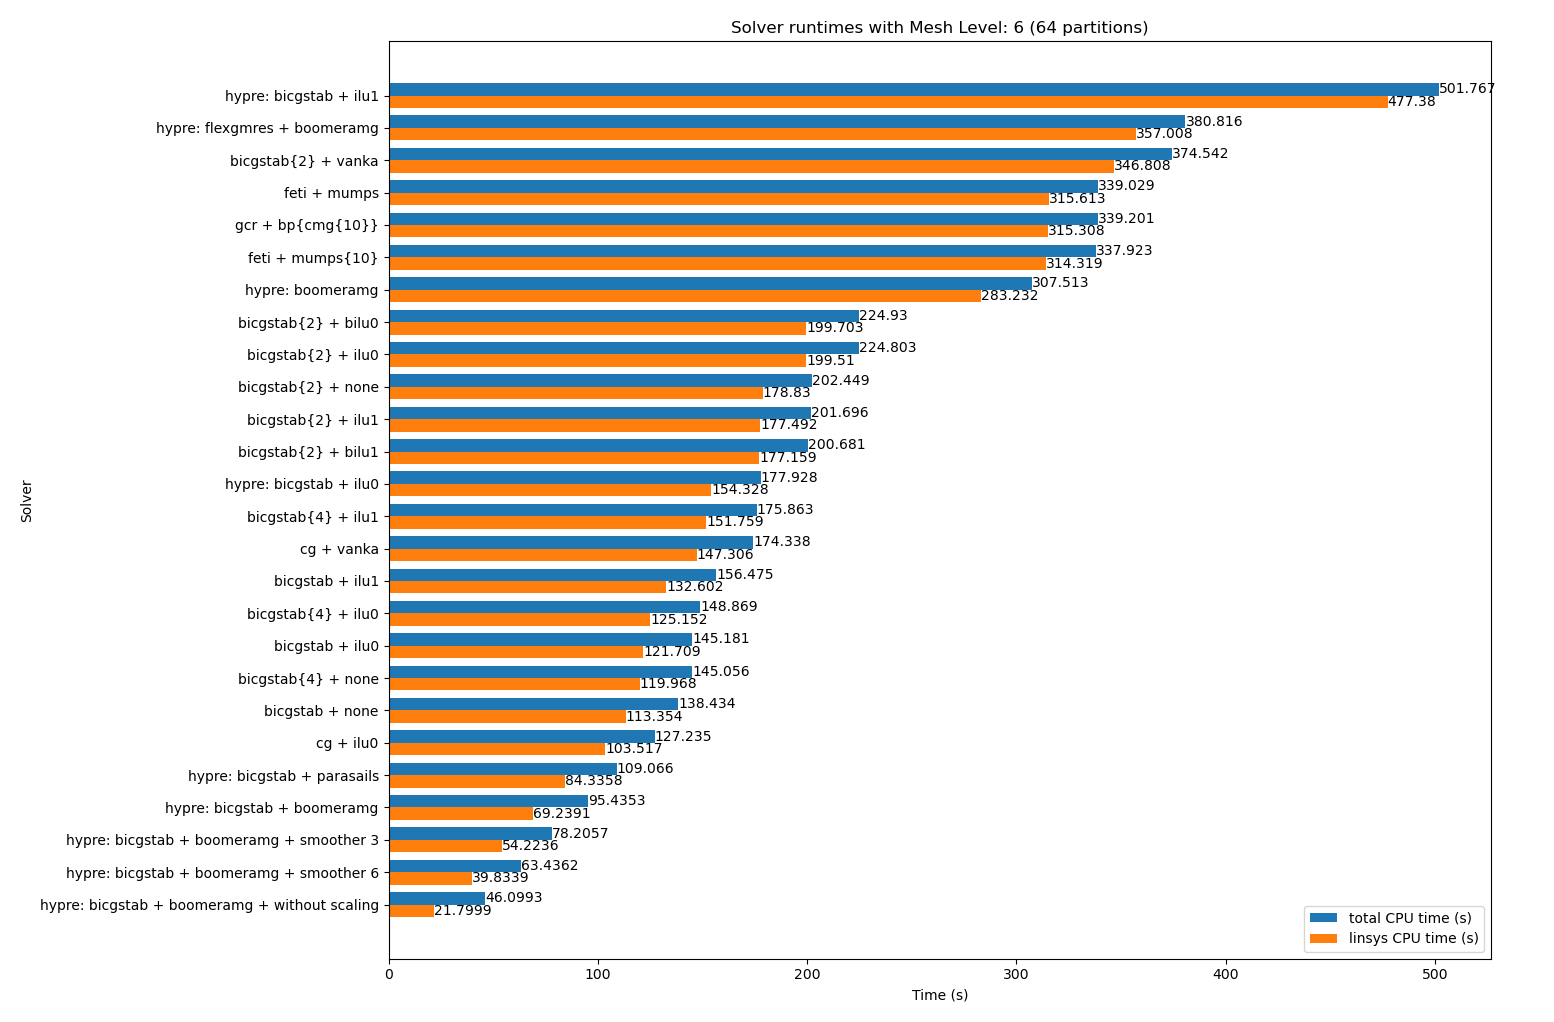 Solver runtimes with Mesh Level: 6 (64 partitions)
Solver
hypre: bicgstab + ilu1
501.767
477.38
hypre: flexgmres + boomeramg
380.816
357.008
bicgstab{2} + vanka
374.542
346.808
feti + mumps
339.029
315.613
gcr + bp{cmg{10}}
339.201
315.308
feti + mumps{10}
337.923
314.319
hypre: boomeramg
307.513
283.232
bicgstab{2} + bilu0
224.93
199.703
bicgstab{2} + ilu0
224.803
199.51
bicgstab{2} + none
202.449
178.83
bicgstab{2} + ilu1
201.696
177.492
bicgstab{2} + bilu1
200.681
177.159
hypre: bicgstab + ilu0
177.928
154.328
bicgstab{4} + ilu1
175.863
151.759
cg + vanka
174.338
147.306
bicgstab + ilu1
156.475
132.602
bicgstab{4} + ilu0
148.869
125.152
bicgstab + ilu0
145.181
121.709
bicgstab{4} + none
145.056
119.968
bicgstab + none
138.434
113.354
cg + ilu0
127.235
103.517
hypre: bicgstab + parasails
109.066
84.3358
hypre: bicgstab + boomeramg
95.4353
69.2391
hypre: bicgstab + boomeramg + smoother 3
78.2057
54.2236
hypre: bicgstab + boomeramg + smoother 6
63.4362
39.8339
hypre: bicgstab + boomeramg + without scaling
46.0993
21.7999
total CPU time (s)
linsys CPU time (s)
0 100 200 300 400 500
Time (s)